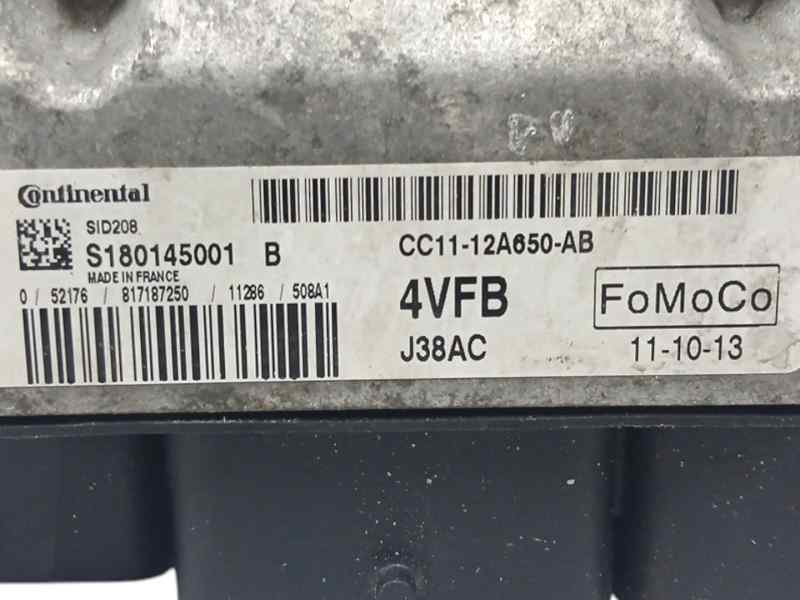 Continental
SID208
S180145001 B
MADE IN FRANCE
0 / 52176 / 817187250 / 11286 / 508A1
CC11-12A650-AB
4VFB
FoMoCo
J38AC
11-10-13